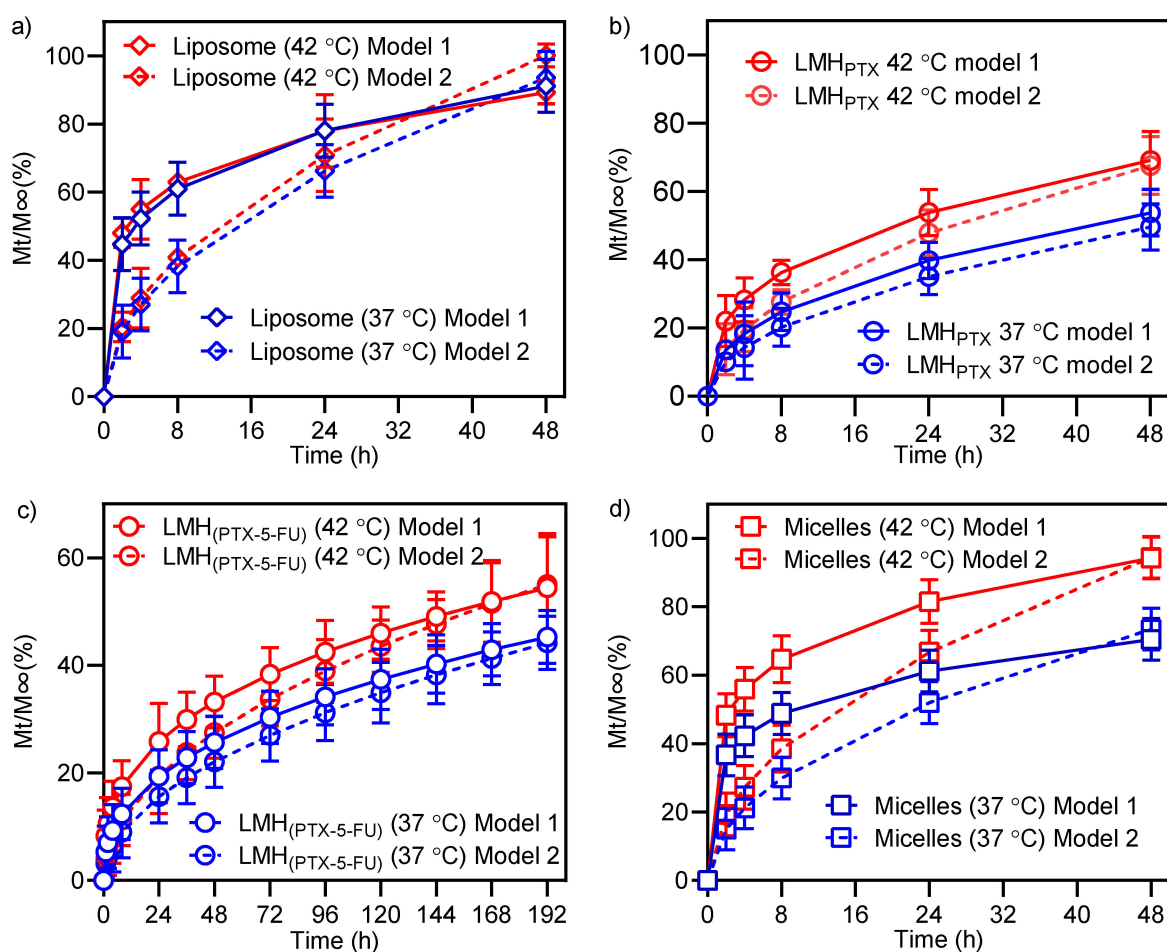 a)
Liposome (42 °C) Model 1
Liposome (42 °C) Model 2
Liposome (37 °C) Model 1
Liposome (37 °C) Model 2
Mt/M∞(%)
100
80
60
40
20
0
0 8 16 24 32 40 48
Time (h)
b)
LMH_PTX 42 °C model 1
LMH_PTX 42 °C model 2
LMH_PTX 37 °C model 1
LMH_PTX 37 °C model 2
Mt/M∞(%)
100
80
60
40
20
0
0 8 16 24 32 40 48
Time (h)
c)
LMH(PTX-5-FU) (42 °C) Model 1
LMH(PTX-5-FU) (42 °C) Model 2
LMH(PTX-5-FU) (37 °C) Model 1
LMH(PTX-5-FU) (37 °C) Model 2
Mt/M∞(%)
60
40
20
0
0 24 48 72 96 120 144 168 192
Time (h)
d)
Micelles (42 °C) Model 1
Micelles (42 °C) Model 2
Micelles (37 °C) Model 1
Micelles (37 °C) Model 2
Mt/M∞(%)
100
80
60
40
20
0
0 8 16 24 32 40 48
Time (h)